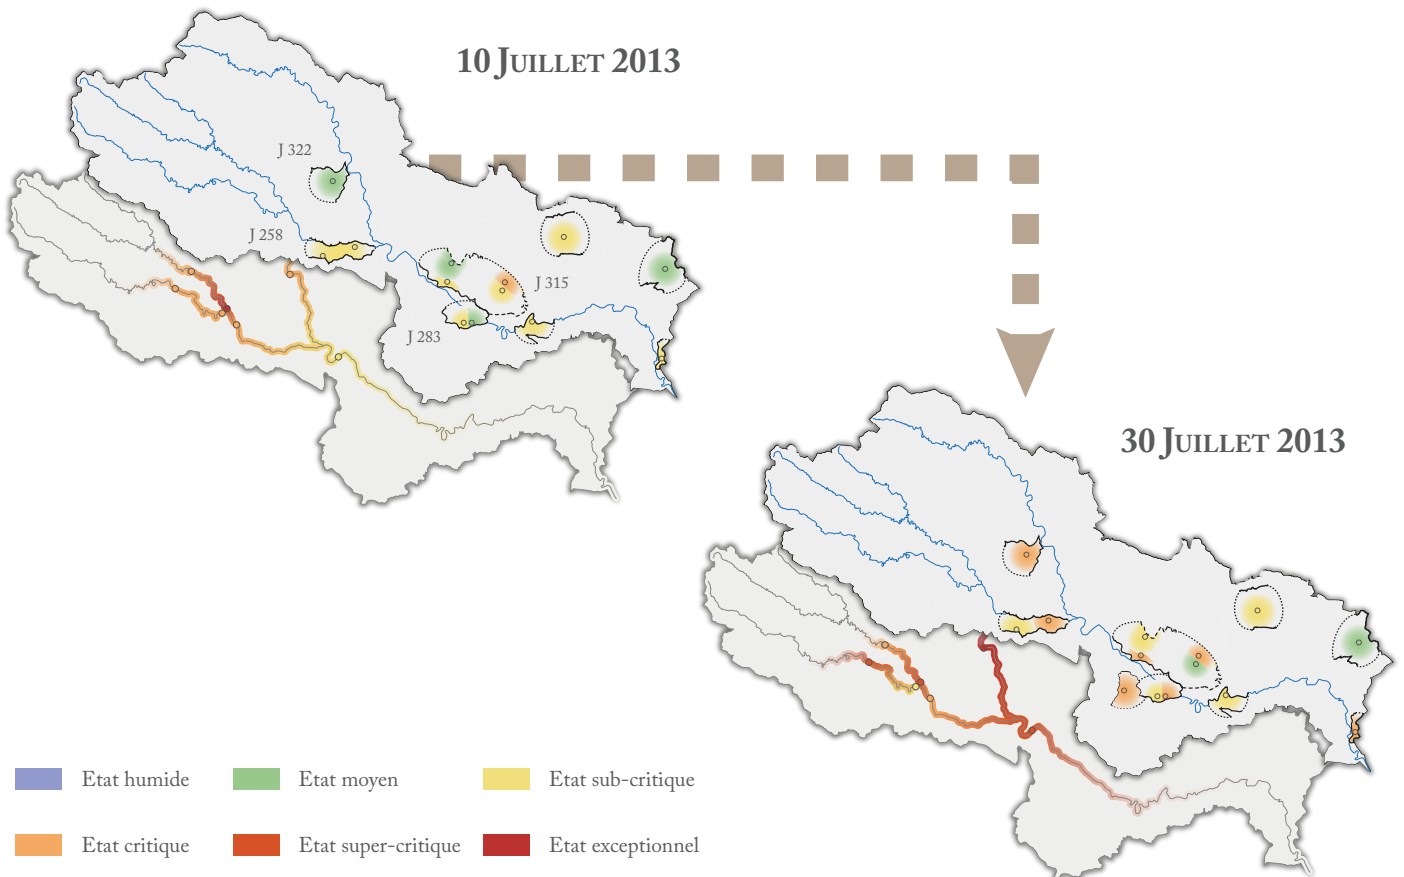 10 Juillet 2013
J 322
J 258
J 315
J 283
30 Juillet 2013
Etat humide
Etat moyen
Etat sub-critique
Etat critique
Etat super-critique
Etat exceptionnel